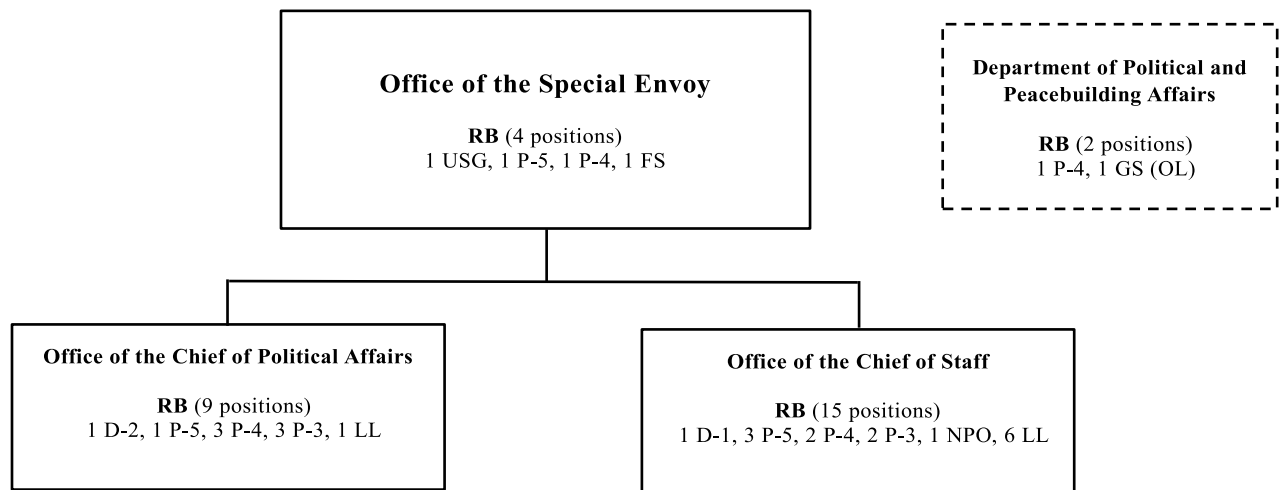 Office of the Special Envoy
RB (4 positions)
1 USG, 1 P-5, 1 P-4, 1 FS
Department of Political and
Peacebuilding Affairs
RB (2 positions)
1 P-4, 1 GS (OL)
Office of the Chief of Political Affairs
RB (9 positions)
1 D-2, 1 P-5, 3 P-4, 3 P-3, 1 LL
Office of the Chief of Staff
RB (15 positions)
1 D-1, 3 P-5, 2 P-4, 2 P-3, 1 NPO, 6 LL